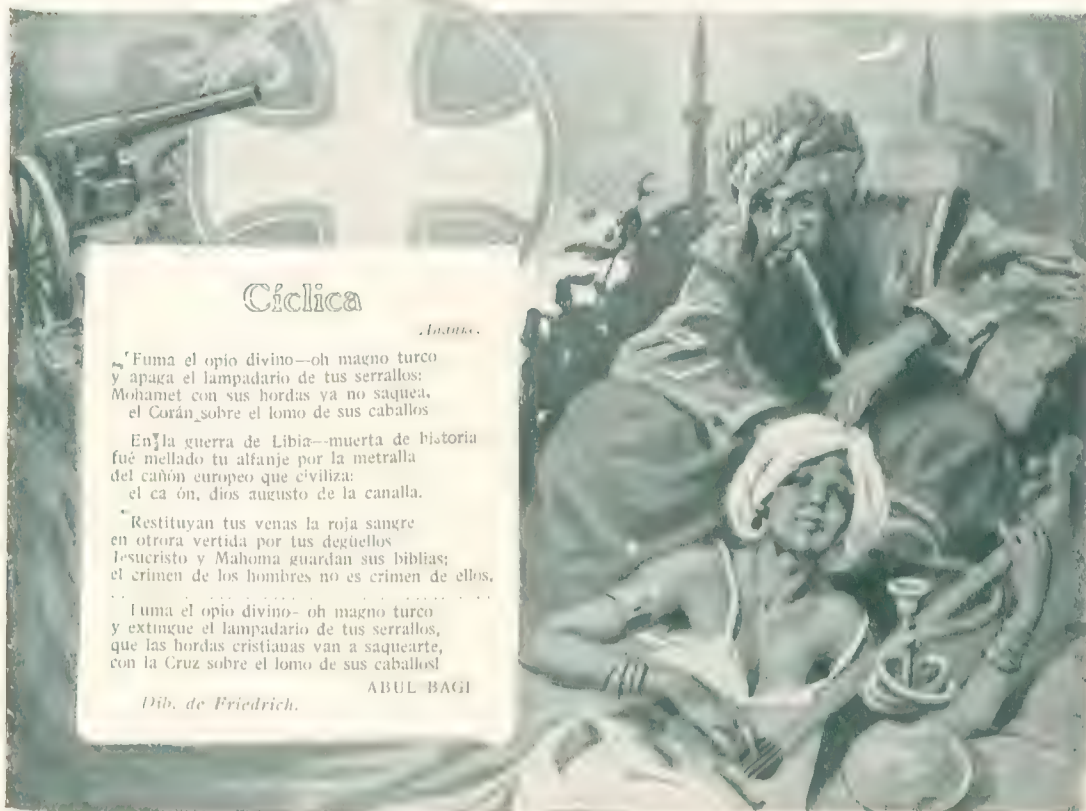 Cíclica
Fuma el opio divino—oh magno turco
y apaga el lampadario de tus serrallos:
Mohamet con sus hordas ya no saquea,
el Corán sobre el lomo de sus caballos
En la guerra de Libia—muerta de historia
fué mellado tu alfanje por la metralla
del cañón europeo que civiliza:
el ca ón, dios augusto de la canalla.
Restituyan tus venas la roja sangre
en otrora vertida por tus degüellos
Jesucristo y Mahoma guardan sus biblias;
el crimen de los hombres no es crimen de ellos.
. . . . . . . . . . . . . . . . . . . .
Fuma el opio divino- oh magno turco
y extingue el lampadario de tus serrallos,
que las hordas cristianas van a saquearte,
con la Cruz sobre el lomo de sus caballos!
ABUL BAGI
Dib. de Friedrich.